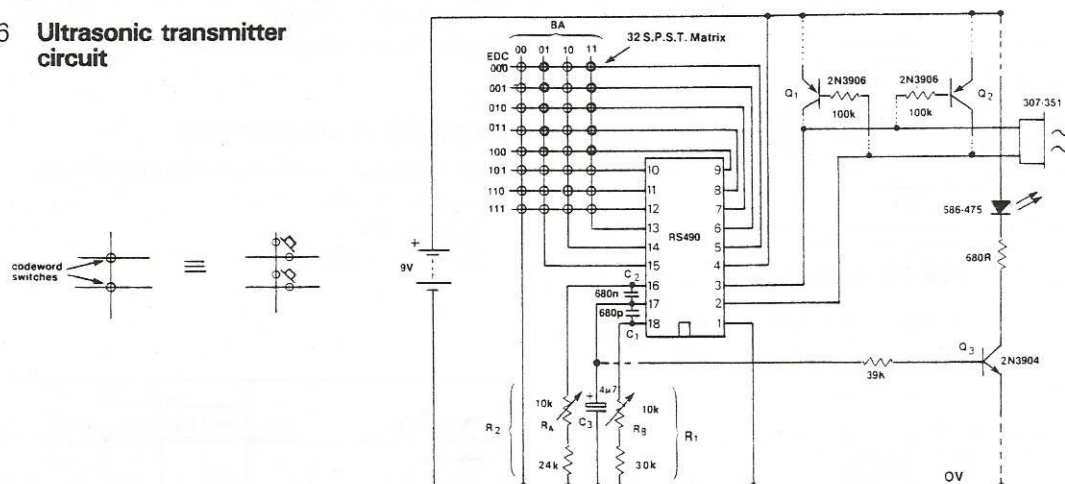 6 Ultrasonic transmitter
circuit
BA
00 01 10 11
32 S.P.S.T. Matrix
EDC
000
001
010
011
100
101
110
111
10 9
11 8
12 7
13 6
14 5
15 4
16 3
17 2
18 1
RS490
codeword
switches
≡
+
9V
C2
680n
680p
C1
2N3906
Q1
100k
2N3906
Q2
100k
307-351
586-475
680R
Q3
2N3904
39k
+
4μ7
C3
10k
RA
R2
24k
10k
RB
R1
30k
OV